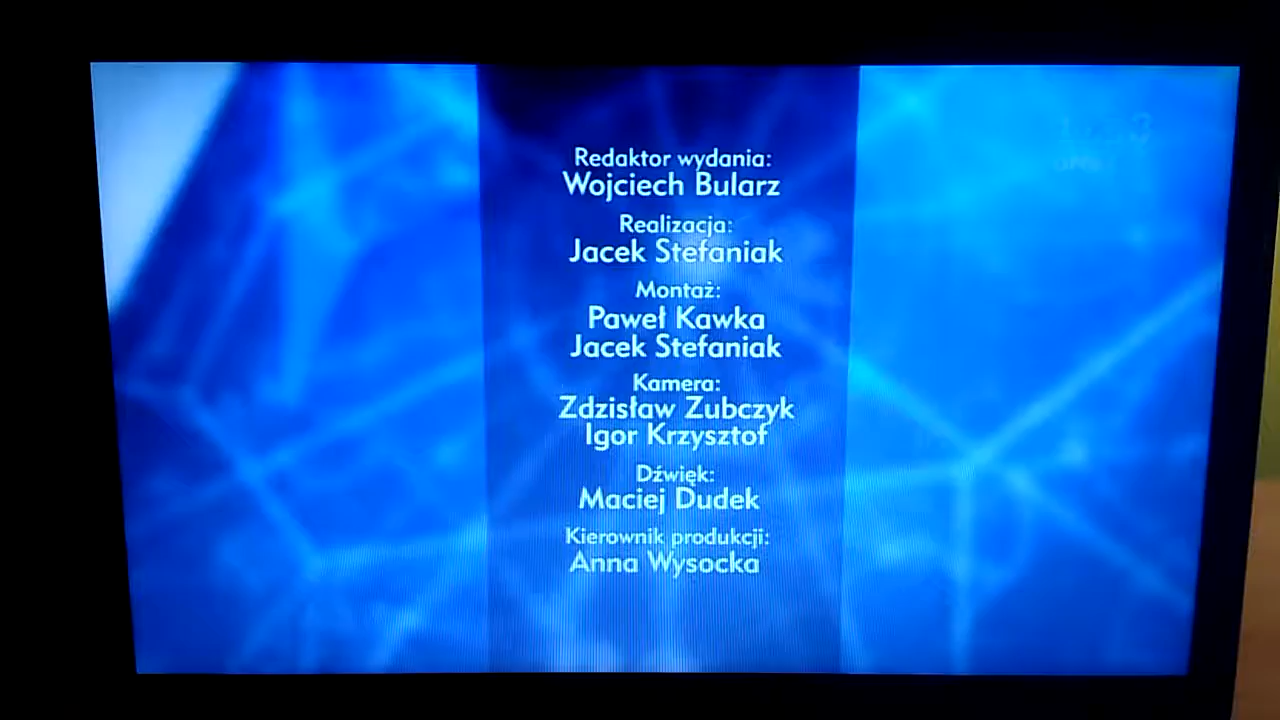 Redaktor wydania:
Wojciech Bularz
Realizacja:
Jacek Stefaniak
Montaż:
Paweł Kawka
Jacek Stefaniak
Kamera:
Zdzisław Zubczyk
Igor Krzysztof
Dźwięk:
Maciej Dudek
Kierownik produkcji:
Anna Wysocka